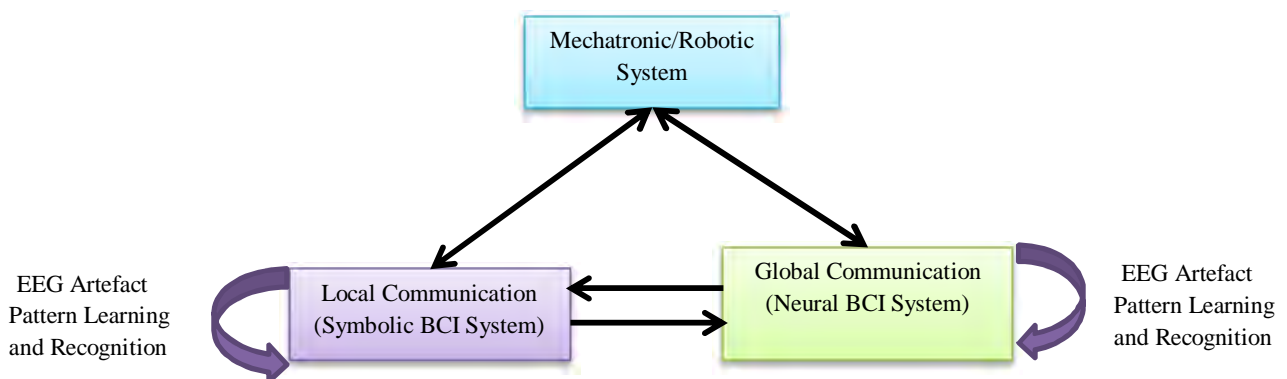 Mechatronic/Robotic
System
EEG Artefact
Pattern Learning
and Recognition
Local Communication
(Symbolic BCI System)
Global Communication
(Neural BCI System)
EEG Artefact
Pattern Learning
and Recognition